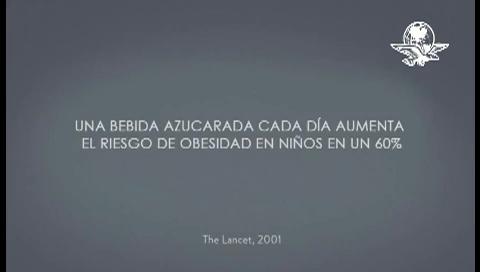 UNA BEBIDA AZUCARADA CADA DÍA AUMENTA
EL RIESGO DE OBESIDAD EN NIÑOS EN UN 60%
The Lancet, 2001